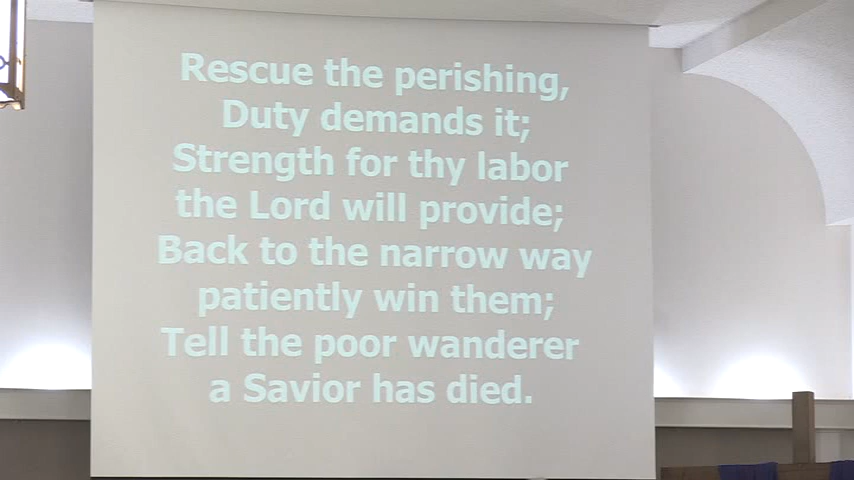 Rescue the perishing,
Duty demands it;
Strength for thy labor
the Lord will provide;
Back to the narrow way
patiently win them;
Tell the poor wanderer
a Savior has died.